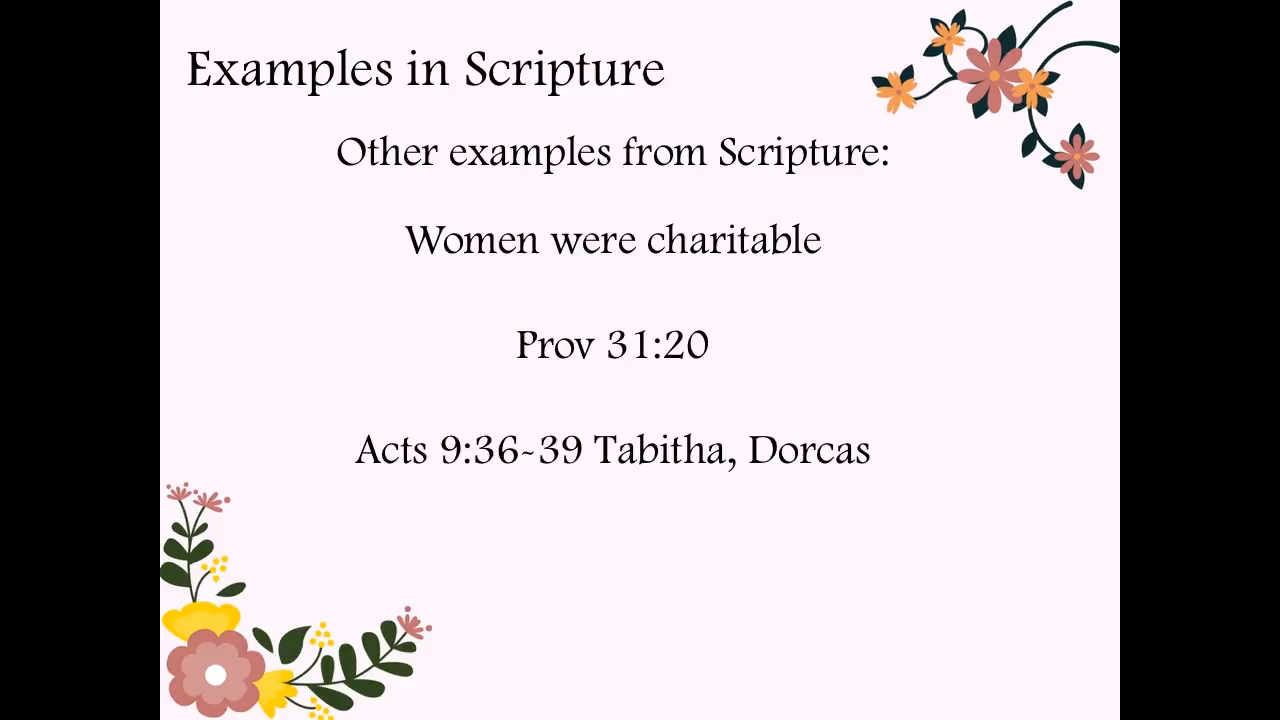 Examples in Scripture
Other examples from Scripture:
Women were charitable
Prov 31:20
Acts 9:36-39 Tabitha, Dorcas